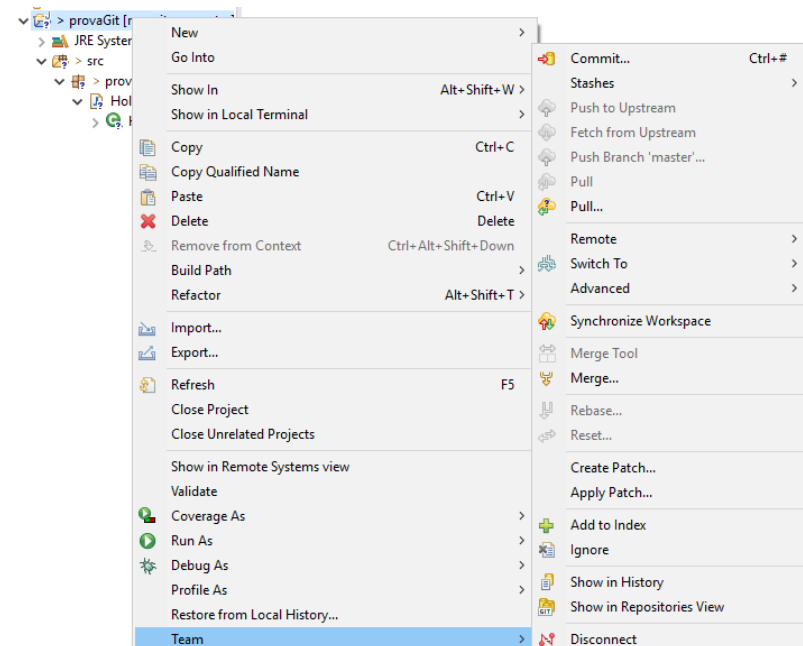 > provaGit
JRE
> src
New
Go Into
Show In Alt+Shift+W >
Show in Local Terminal
Copy Ctrl+C
Copy Qualified Name
Paste Ctrl+V
Delete Delete
Remove from Context Ctrl+Alt+Shift+Down
Build Path
Refactor Alt+Shift+T >
Import...
Export...
Refresh F5
Close Project
Close Unrelated Projects
Show in Remote Systems view
Validate
Coverage As
Run As
Debug As
Profile As
Restore from Local History...
Team
Commit... Ctrl+#
Stashes
Push to Upstream
Fetch from Upstream
Push Branch 'master'...
Pull
Pull...
Remote
Switch To
Advanced
Synchronize Workspace
Merge Tool
Merge...
Rebase...
Reset...
Create Patch...
Apply Patch...
Add to Index
Ignore
Show in History
GIT Show in Repositories View
Disconnect